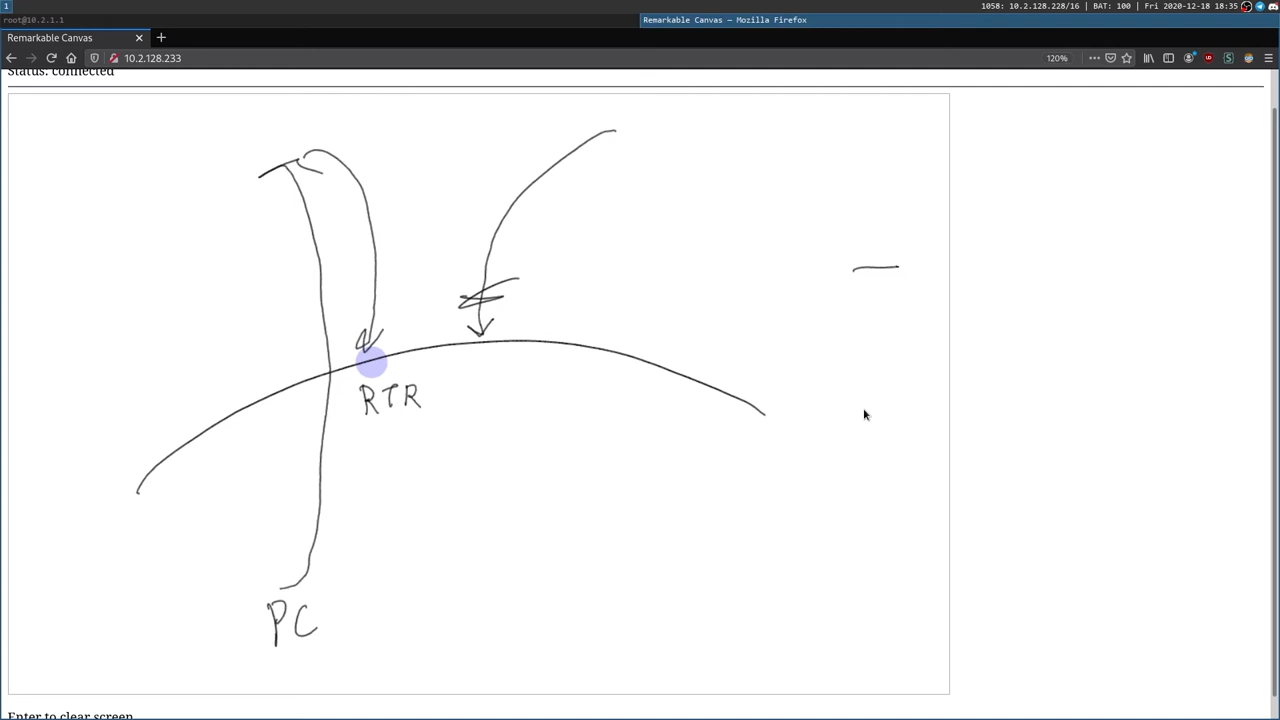 1
1058: 10.2.128.228/16 | BAT: 100 | Fri 2020-12-18 18:35
root@10.2.1.1
Remarkable Canvas — Mozilla Firefox
Remarkable Canvas
10.2.128.233
120%
Status: connected
RTR
PC
Enter to clear screen